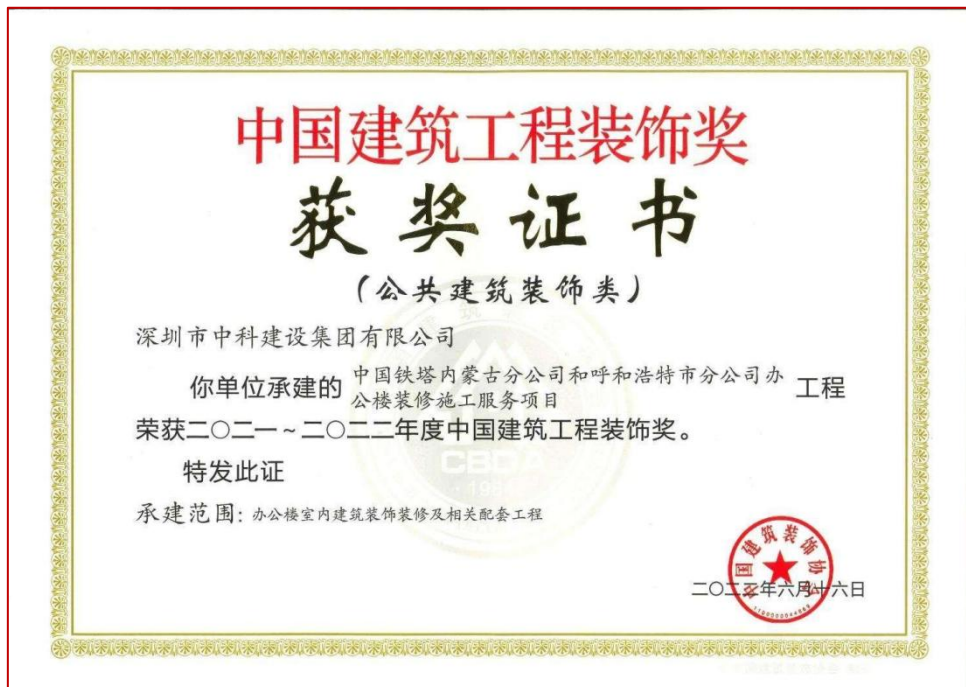 中国建筑工程装饰奖
获奖证书
(公共建筑装饰类)
深圳市中科建设集团有限公司
你单位承建的 中国铁塔内蒙古分公司和呼和浩特市分公司办公楼装修施工服务项目 工程
荣获二〇二一~二〇二二年度中国建筑工程装饰奖。
特发此证
承建范围: 办公楼室内建筑装饰装修及相关配套工程
中国建筑装饰协会
年六月十六日
CBDA